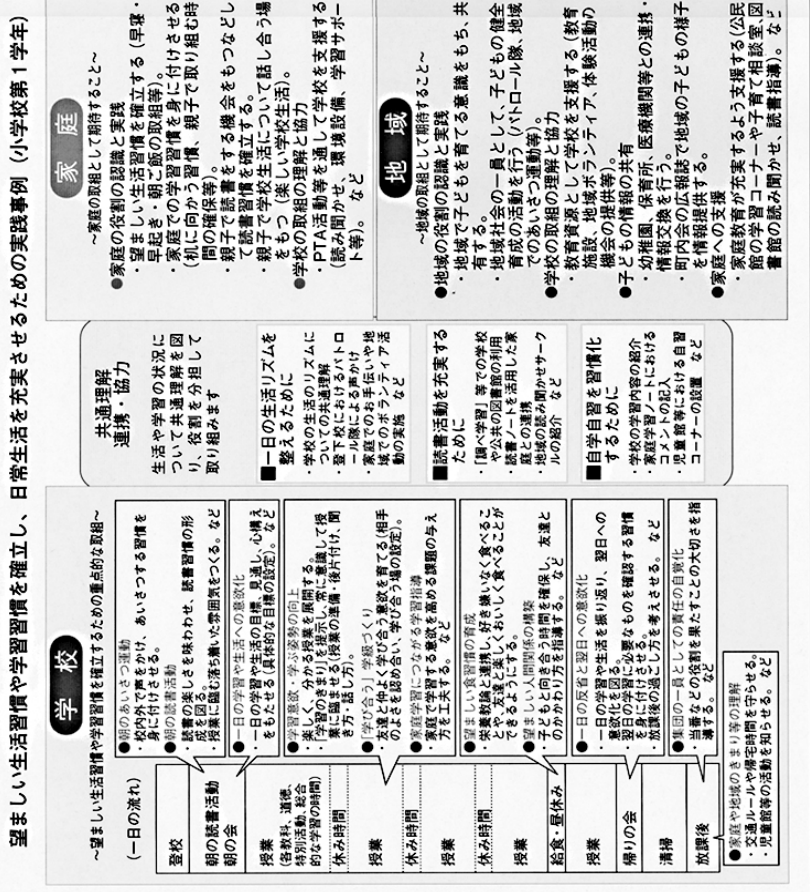 望ましい生活習慣や学習習慣を確立し、日常生活を充実させるための実践事例（小学校第１学年）
学校
～望ましい生活習慣や学習習慣を確立するための重点的な取組～
（一日の流れ）
登校
朝の読書活動
朝の会
授業
（各教科、道徳、
特別活動、総合
的な学習の時間）
休み時間
授業
休み時間
授業
休み時間
授業
給食・昼休み
授業
帰りの会
清掃
放課後
●朝のあいさつ運動
・校内外で声をかけ、あいさつする習慣を
身に付けさせる。
●朝の読書活動
・読書の楽しさを味わわせ、読書習慣の形
成を図る。
・授業に臨む落ち着いた雰囲気をつくる。など
●一日の学習や生活への意欲化
・一日の学習や生活の目標、見通し、心構え
をもたせる（具体的な目標の設定）。など
●学習意欲・学ぶ姿勢の向上
・楽しく、分かる授業を展開する。
・「学習のきまり」を提示し、常に意識して授
業に臨ませる（授業の準備・後片付け、聞
き方・話し方）。
●「学び合う」学級づくり
・友達と仲よく学び合う意欲を育てる（相手
のよさを認め合い、学び合う場の設定）。
●家庭学習につながる学習指導
・家庭で学習する意欲を高める課題の与え
方を工夫する。など
●望ましい食習慣の育成
・栄養教諭と連携し、好き嫌いなく食べるこ
とや、友達と楽しくおいしく食べることが
できるようにする。
●望ましい人間関係の構築
・子どもと向き合う時間を確保し、友達と
のかかわり方を指導する。など
●一日の反省と翌日への意欲化
・一日の学習や生活を振り返り、翌日への
意欲化を図る。
・翌日の学習に必要なものを確認する習慣
を身に付けさせる。
・放課後の過ごし方を考えさせる。など
●集団の一員としての責任の自覚化
・当番などの役割を果たすことの大切さを指
導する。など
●家庭や地域のきまり等の理解
・交通ルールや帰宅時間を守らせる。
・児童館等の活動を知らせる。など
共通理解
連携・協力
生活や学習の状況に
ついて共通理解を図
り、役割を分担して
取り組みます
■一日の生活リズムを
整えるために
・学校の生活のリズムに
ついての共通理解
・登下校におけるパトロ
ール隊による声かけ
・家庭でのお手伝いや地
域でのボランティア活
動の実施　など
■読書活動を充実する
ために
・「調べ学習」等での学校
や公共の図書館の利用
・読書ノートを活用した家
庭との連携
・地域の読み聞かせサーク
ルの紹介　など
■自学自習を習慣化
するために
・学校の学習内容の紹介
・家庭学習ノートにおける
コメントの記入
・児童館等における自習
コーナーの設置　など
家庭
～家庭の取組として期待すること～
●家庭の役割の認識と実践
・望ましい生活習慣を確立する（早寝・
早起き・朝ご飯の取組等）。
・家庭での学習習慣を身に付けさせる
（机に向かう習慣、親子で取り組む時
間の確保等）。
・親子で読書をする機会をもつなどし
て読書習慣を確立する。
・親子で学校生活について話し合う場
をもつ（楽しい学校生活）。
●学校の取組の理解と協力
・ＰＴＡ活動等を通して学校を支援する
（読み聞かせ、環境設備、学習サポー
ト等）。　など
地域
～地域の取組として期待すること～
●地域の役割の認識と実践
・地域で子どもを育てる意識をもち、共
有する。
・地域社会の一員として、子どもの健全
育成の活動を行う（パトロール隊、地域
でのあいさつ運動等）。
●学校の取組の理解と協力
・教育資源として学校を支援する（教育
施設、地域ボランティア、体験活動の
機会の提供等）。
●子どもの情報の共有
・幼稚園、保育所、医療機関等との連携・
情報交換を行う。
・町内会の広報誌で地域の子どもの様子
を情報提供する。
●家庭への支援
・家庭教育が充実するよう支援する（公民
館の学習コーナーや子育て相談室、図
書館の読み聞かせ、読書指導）。など